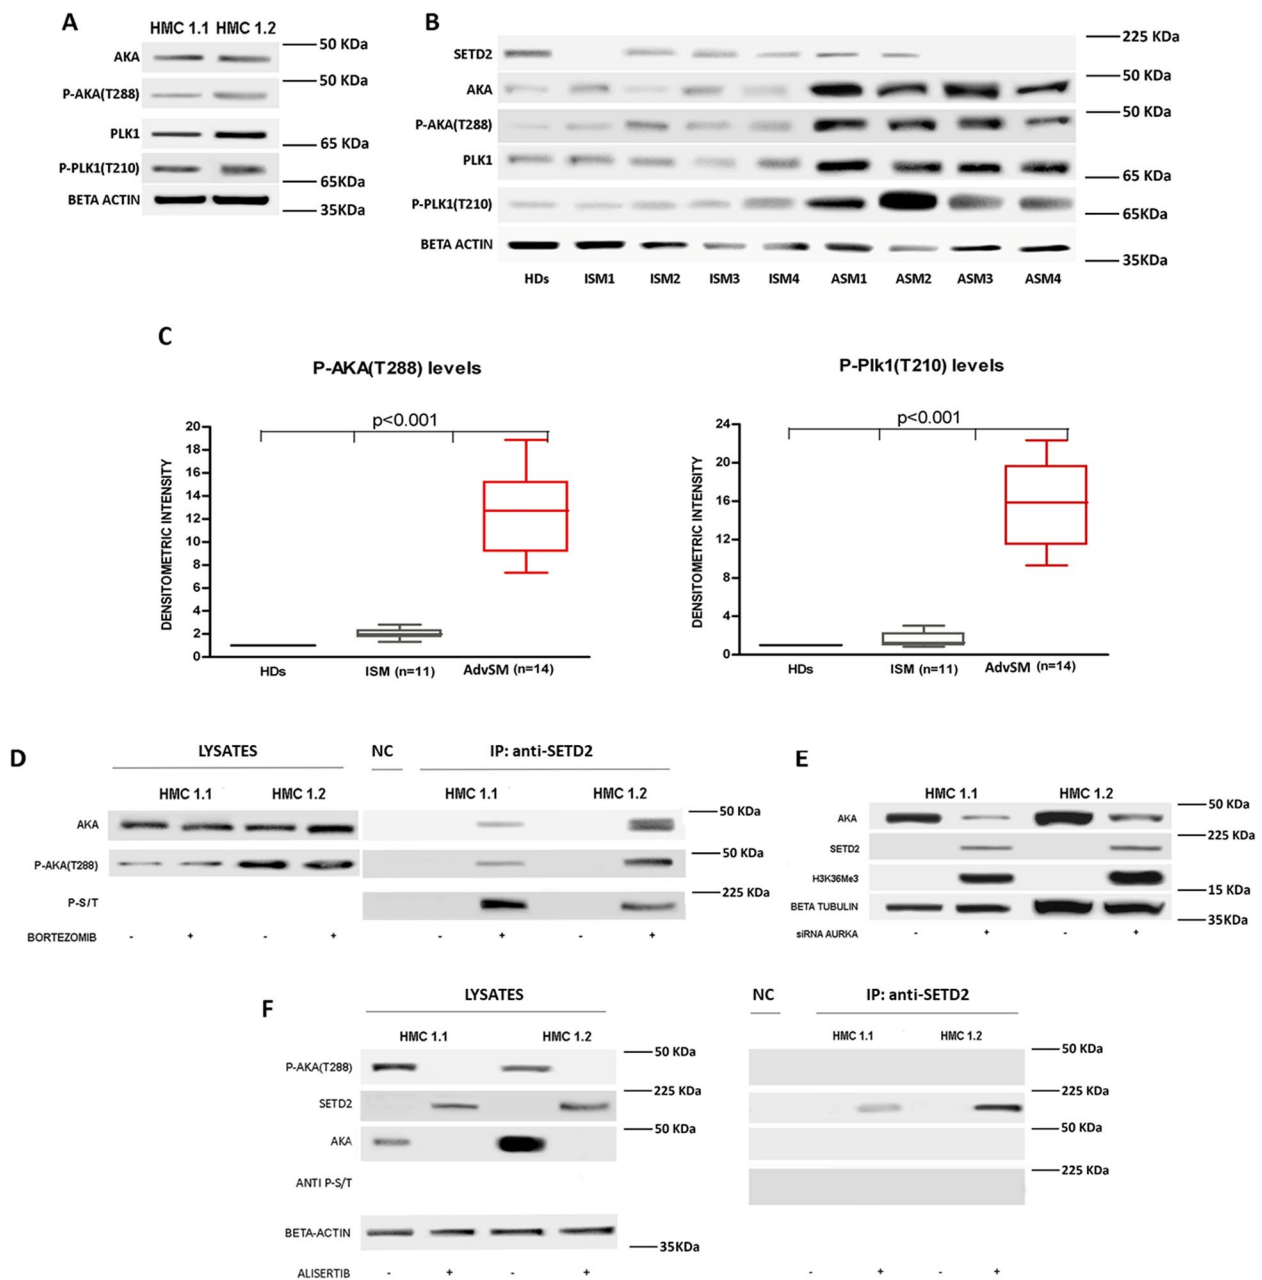 A
HMC 1.1 HMC 1.2
AKA
50 KDa
P-AKA(T288)
50 KDa
PLK1
65 KDa
P-PLK1(T210)
65KDa
BETA ACTIN
35KDa
B
SETD2
225 KDa
AKA
50 KDa
P-AKA(T288)
50 KDa
PLK1
65 KDa
P-PLK1(T210)
65KDa
BETA ACTIN
35KDa
HDs ISM1 ISM2 ISM3 ISM4 ASM1 ASM2 ASM3 ASM4
C
P-AKA(T288) levels
p<0.001
DENSITOMETRIC INTENSITY
20
18
16
14
12
10
8
6
4
2
0
HDs ISM (n=11) AdvSM (n=14)
P-Plk1(T210) levels
p<0.001
DENSITOMETRIC INTENSITY
24
20
16
12
8
4
0
HDs ISM (n=11) AdvSM (n=14)
D
LYSATES NC IP: anti-SETD2
HMC 1.1 HMC 1.2 HMC 1.1 HMC 1.2
AKA
50 KDa
P-AKA(T288)
50 KDa
P-S/T
225 KDa
BORTEZOMIB - + - + - + - +
E
HMC 1.1 HMC 1.2
AKA
50 KDa
SETD2
225 KDa
H3K36Me3
15 KDa
BETA TUBULIN
35KDa
siRNA AURKA - + - +
F
LYSATES
HMC 1.1 HMC 1.2
P-AKA(T288)
50 KDa
SETD2
225 KDa
AKA
50 KDa
ANTI P-S/T
BETA-ACTIN
35KDa
ALISERTIB - + - +
NC IP: anti-SETD2
HMC 1.1 HMC 1.2
50 KDa
225 KDa
50 KDa
225 KDa
- + - +